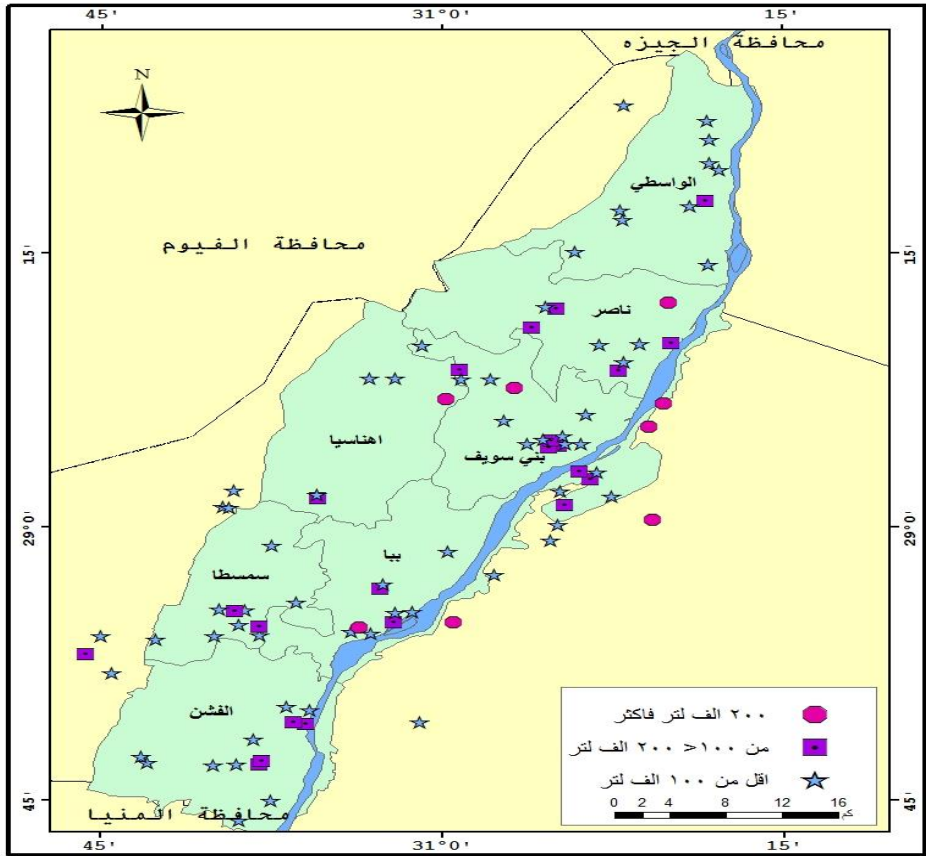 45' 31°0' 15'
محافظة الجيزه
N
الواسطي
محافظة الفيوم
15' 15'
ناصر
اهناسيا
بني سويف
29°0' 29°0'
ببا
سمسطا
الفشن
٢٠٠ الف لتر فاكثر
من ١٠٠< ٢٠٠ الف لتر
اقل من ١٠٠ الف لتر
0 2 4 8 12 16
كم
45' 45'
محافظة المنيا
45' 31°0' 15'